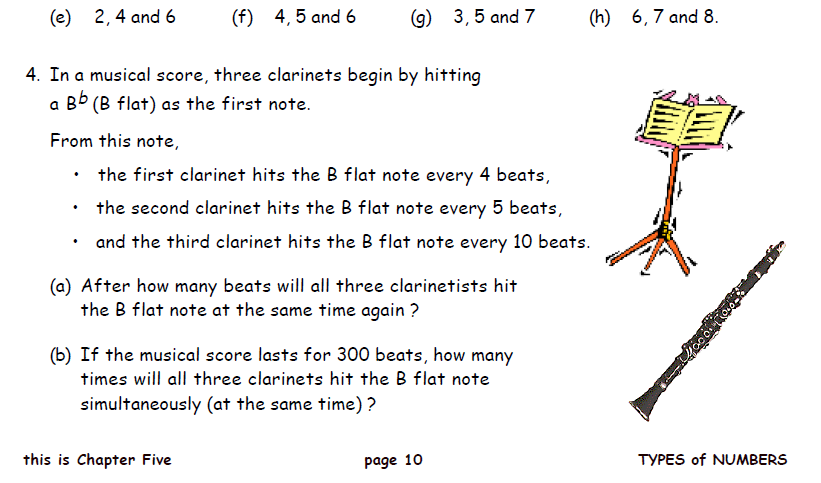 (e) 2, 4 and 6 (f) 4, 5 and 6 (g) 3, 5 and 7 (h) 6, 7 and 8.
4. In a musical score, three clarinets begin by hitting
a B♭ (B flat) as the first note.
From this note,
• the first clarinet hits the B flat note every 4 beats,
• the second clarinet hits the B flat note every 5 beats,
• and the third clarinet hits the B flat note every 10 beats.
(a) After how many beats will all three clarinetists hit
the B flat note at the same time again ?
(b) If the musical score lasts for 300 beats, how many
times will all three clarinets hit the B flat note
simultaneously (at the same time) ?
this is Chapter Five page 10 TYPES of NUMBERS